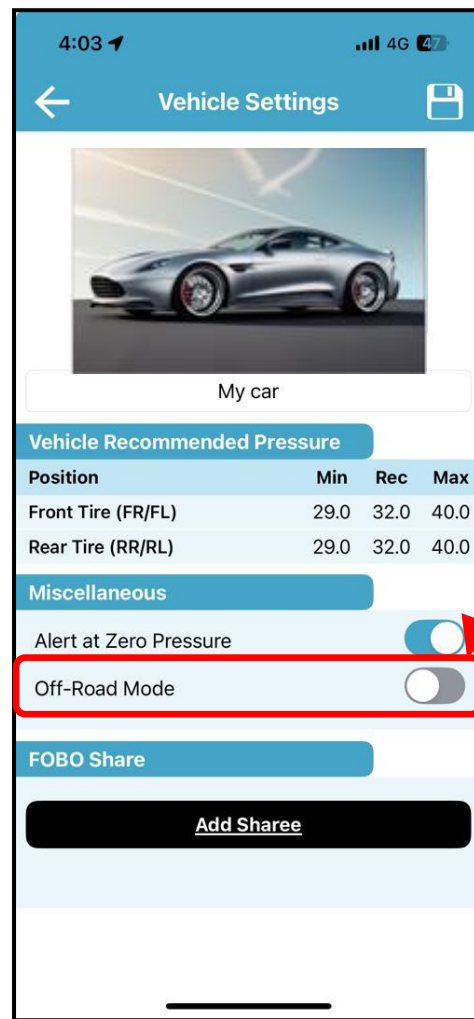 4:03 4G 47
Vehicle Settings
My car
Vehicle Recommended Pressure
Position Min Rec Max
Front Tire (FR/FL) 29.0 32.0 40.0
Rear Tire (RR/RL) 29.0 32.0 40.0
Miscellaneous
Alert at Zero Pressure
Off-Road Mode
FOBO Share
Add Sharee